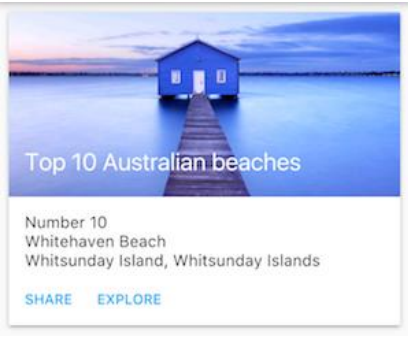 Top 10 Australian beaches
Number 10
Whitehaven Beach
Whitsunday Island, Whitsunday Islands
SHARE EXPLORE